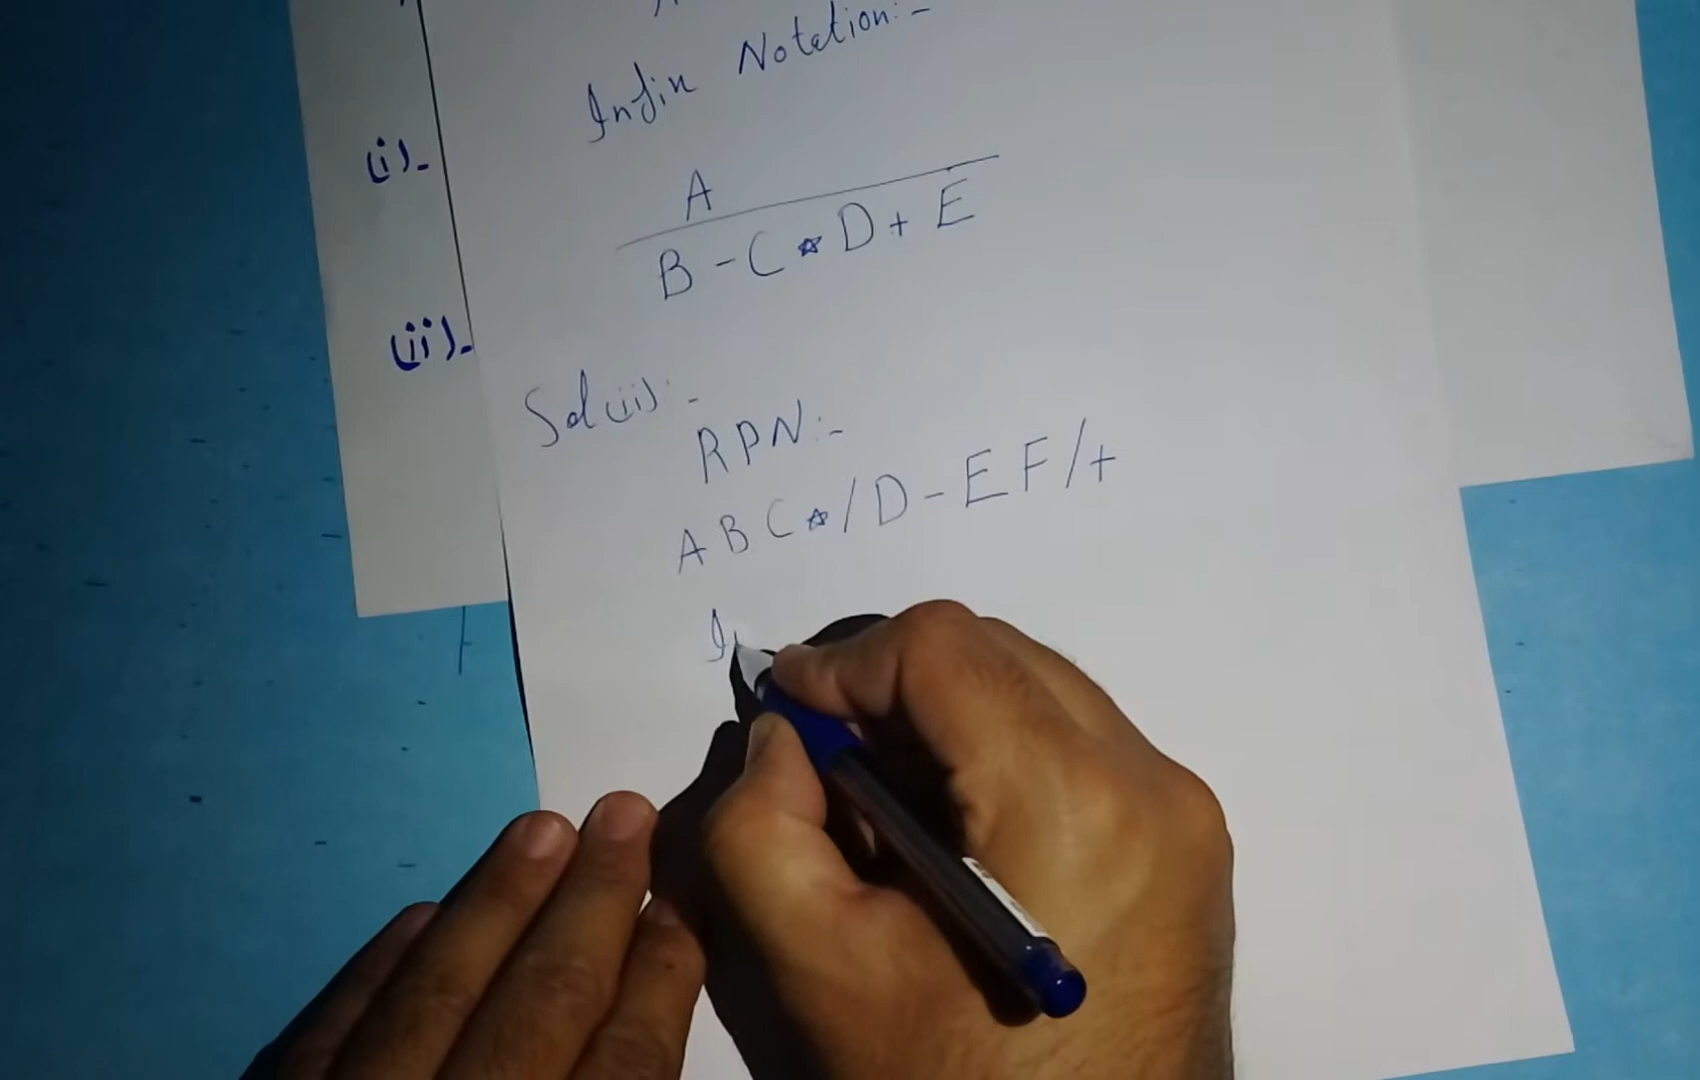 Infix Notation:-
(i)-
A
B - C * D + E
(ii)-
Sol (ii):-
RPN:-
A B C * / D - E F / +